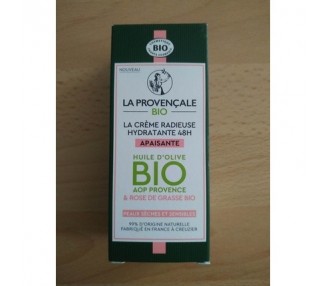 BIO
NOUVEAU
LA PROVENÇALE
BIO
LA CRÈME RADIEUSE
HYDRATANTE 48H
APAISANTE
HUILE D'OLIVE
BIO
AOP PROVENCE
& ROSE DE GRASSE BIO
PEAUX SÈCHES ET SENSIBLES
99% D'ORIGINE NATURELLE
FABRIQUÉ EN FRANCE À CREUZIER